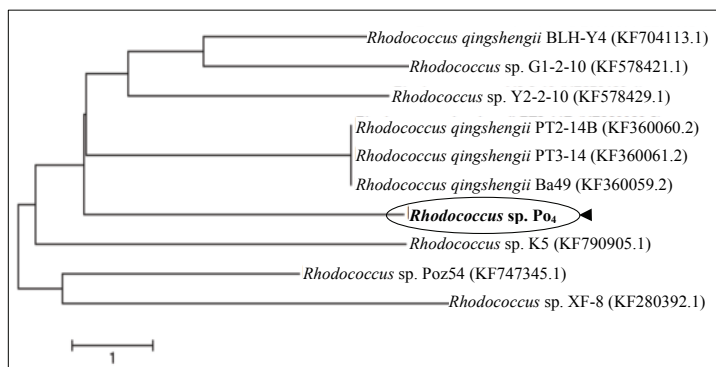 Rhodococcus qingshengii BLH-Y4 (KF704113.1)
Rhodococcus sp. G1-2-10 (KF578421.1)
Rhodococcus sp. Y2-2-10 (KF578429.1)
Rhodococcus qingshengii PT2-14B (KF360060.2)
Rhodococcus qingshengii PT3-14 (KF360061.2)
Rhodococcus qingshengii Ba49 (KF360059.2)
Rhodococcus sp. Po₄
Rhodococcus sp. K5 (KF790905.1)
Rhodococcus sp. Poz54 (KF747345.1)
Rhodococcus sp. XF-8 (KF280392.1)
1